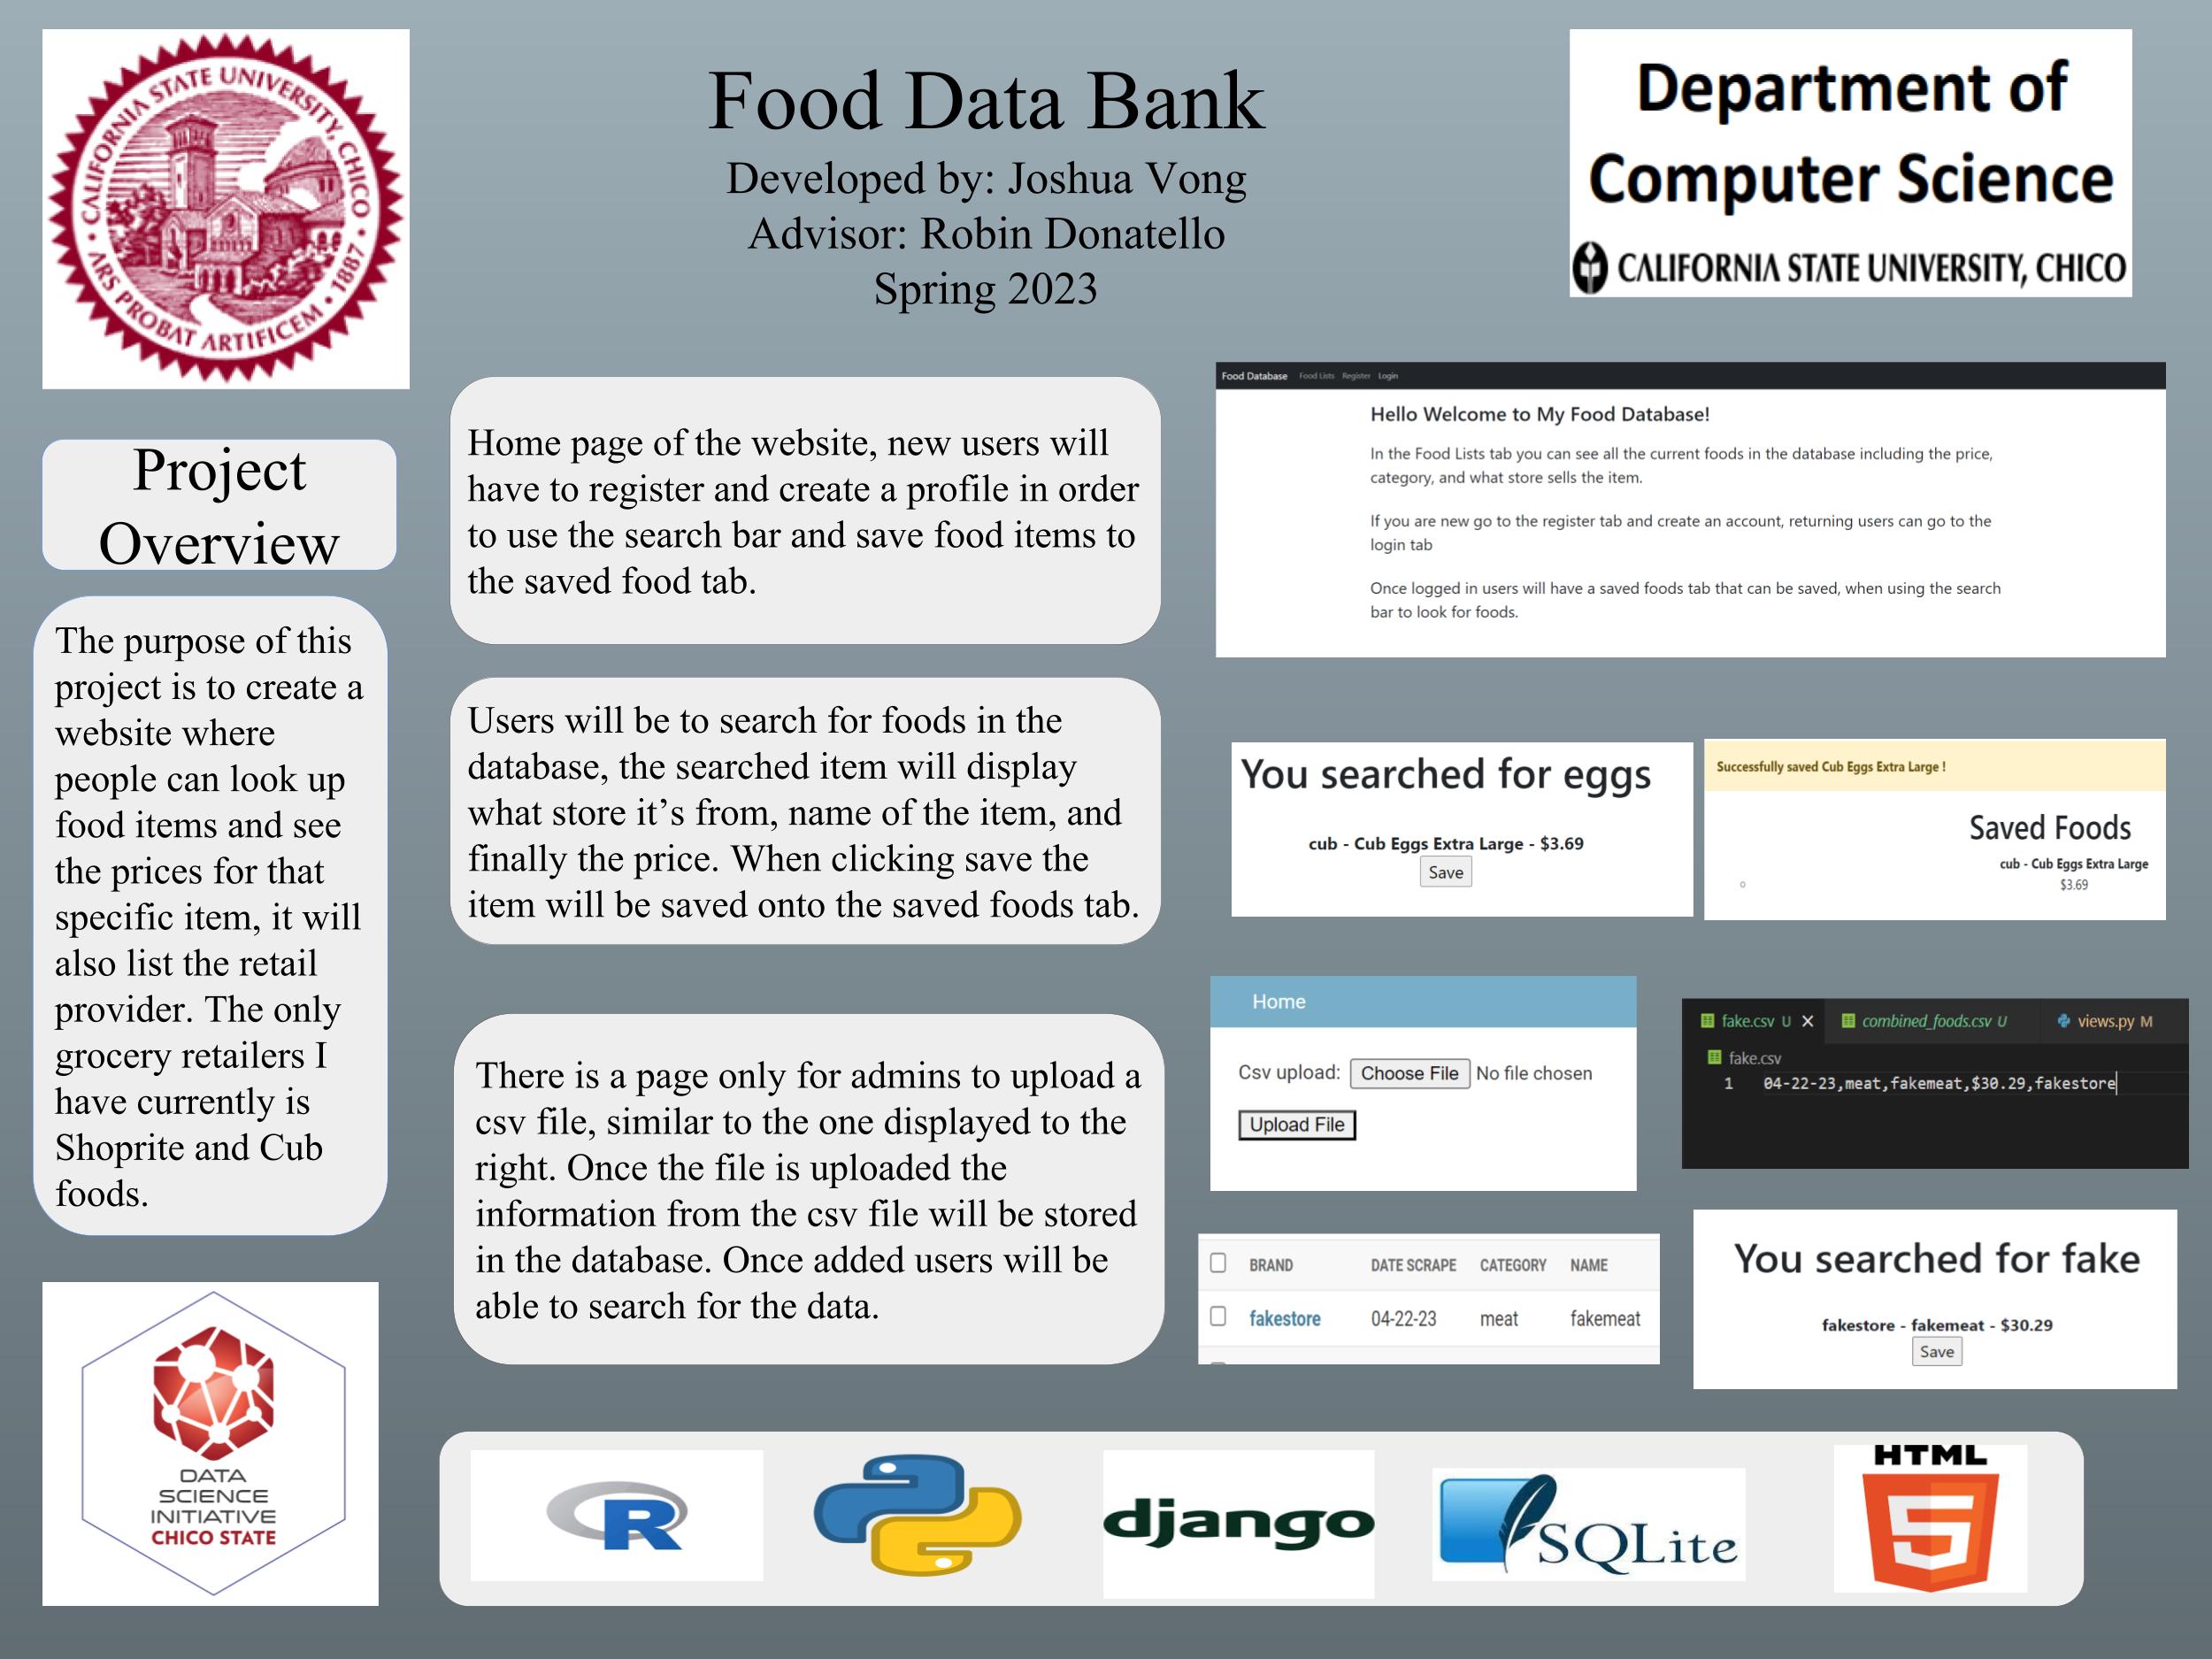 CALIFORNIA STATE UNIVERSITY, CHICO
• ARS PROBAT ARTIFICEM • 1887 •
Food Data Bank
Developed by: Joshua Vong
Advisor: Robin Donatello
Spring 2023
Department of
Computer Science
CALIFORNIA STATE UNIVERSITY, CHICO
Project
Overview
The purpose of this
project is to create a
website where
people can look up
food items and see
the prices for that
specific item, it will
also list the retail
provider. The only
grocery retailers I
have currently is
Shoprite and Cub
foods.
DATA
SCIENCE
INITIATIVE
CHICO STATE
Home page of the website, new users will
have to register and create a profile in order
to use the search bar and save food items to
the saved food tab.
Food Database Food Lists Register Login
Hello Welcome to My Food Database!
In the Food Lists tab you can see all the current foods in the database including the price,
category, and what store sells the item.
If you are new go to the register tab and create an account, returning users can go to the
login tab
Once logged in users will have a saved foods tab that can be saved, when using the search
bar to look for foods.
Users will be to search for foods in the
database, the searched item will display
what store it’s from, name of the item, and
finally the price. When clicking save the
item will be saved onto the saved foods tab.
You searched for eggs
cub - Cub Eggs Extra Large - $3.69
Save
Successfully saved Cub Eggs Extra Large !
Saved Foods
cub - Cub Eggs Extra Large
$3.69
There is a page only for admins to upload a
csv file, similar to the one displayed to the
right. Once the file is uploaded the
information from the csv file will be stored
in the database. Once added users will be
able to search for the data.
Home
Csv upload: Choose File No file chosen
Upload File
fake.csv U × combined_foods.csv U views.py M
fake.csv
1 04-22-23,meat,fakemeat,$30.29,fakestore
BRAND DATE SCRAPE CATEGORY NAME
fakestore 04-22-23 meat fakemeat
You searched for fake
fakestore - fakemeat - $30.29
Save
R
django
SQLite
HTML
5